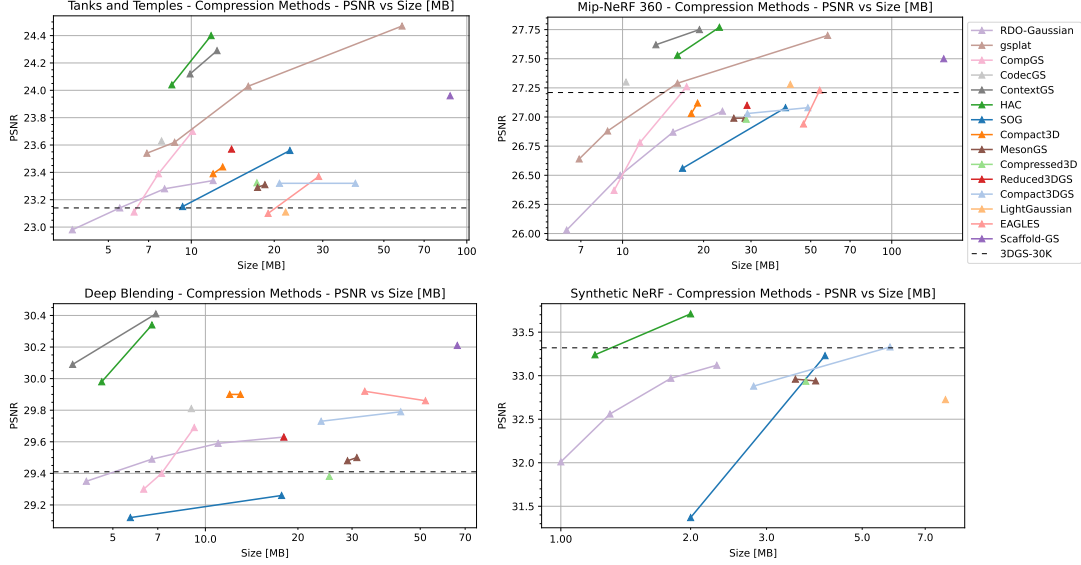 Tanks and Temples - Compression Methods - PSNR vs Size [MB]
PSNR
24.4
24.2
24.0
23.8
23.6
23.4
23.2
23.0
5
7
10
20
30
50
70
100
Size [MB]
Mip-NeRF 360 - Compression Methods - PSNR vs Size [MB]
PSNR
27.75
27.50
27.25
27.00
26.75
26.50
26.25
26.00
7
10
20
30
50
70
100
Size [MB]
RDO-Gaussian
gsplat
CompGS
CodecGS
ContextGS
HAC
SOG
Compact3D
MesonGS
Compressed3D
Reduced3DGS
Compact3DGS
LightGaussian
EAGLES
Scaffold-GS
3DGS-30K
Deep Blending - Compression Methods - PSNR vs Size [MB]
PSNR
30.4
30.2
30.0
29.8
29.6
29.4
29.2
5
7
10.0
20
30
50
70
Size [MB]
Synthetic NeRF - Compression Methods - PSNR vs Size [MB]
PSNR
33.5
33.0
32.5
32.0
31.5
1.00
2.0
3.0
5.0
7.0
Size [MB]